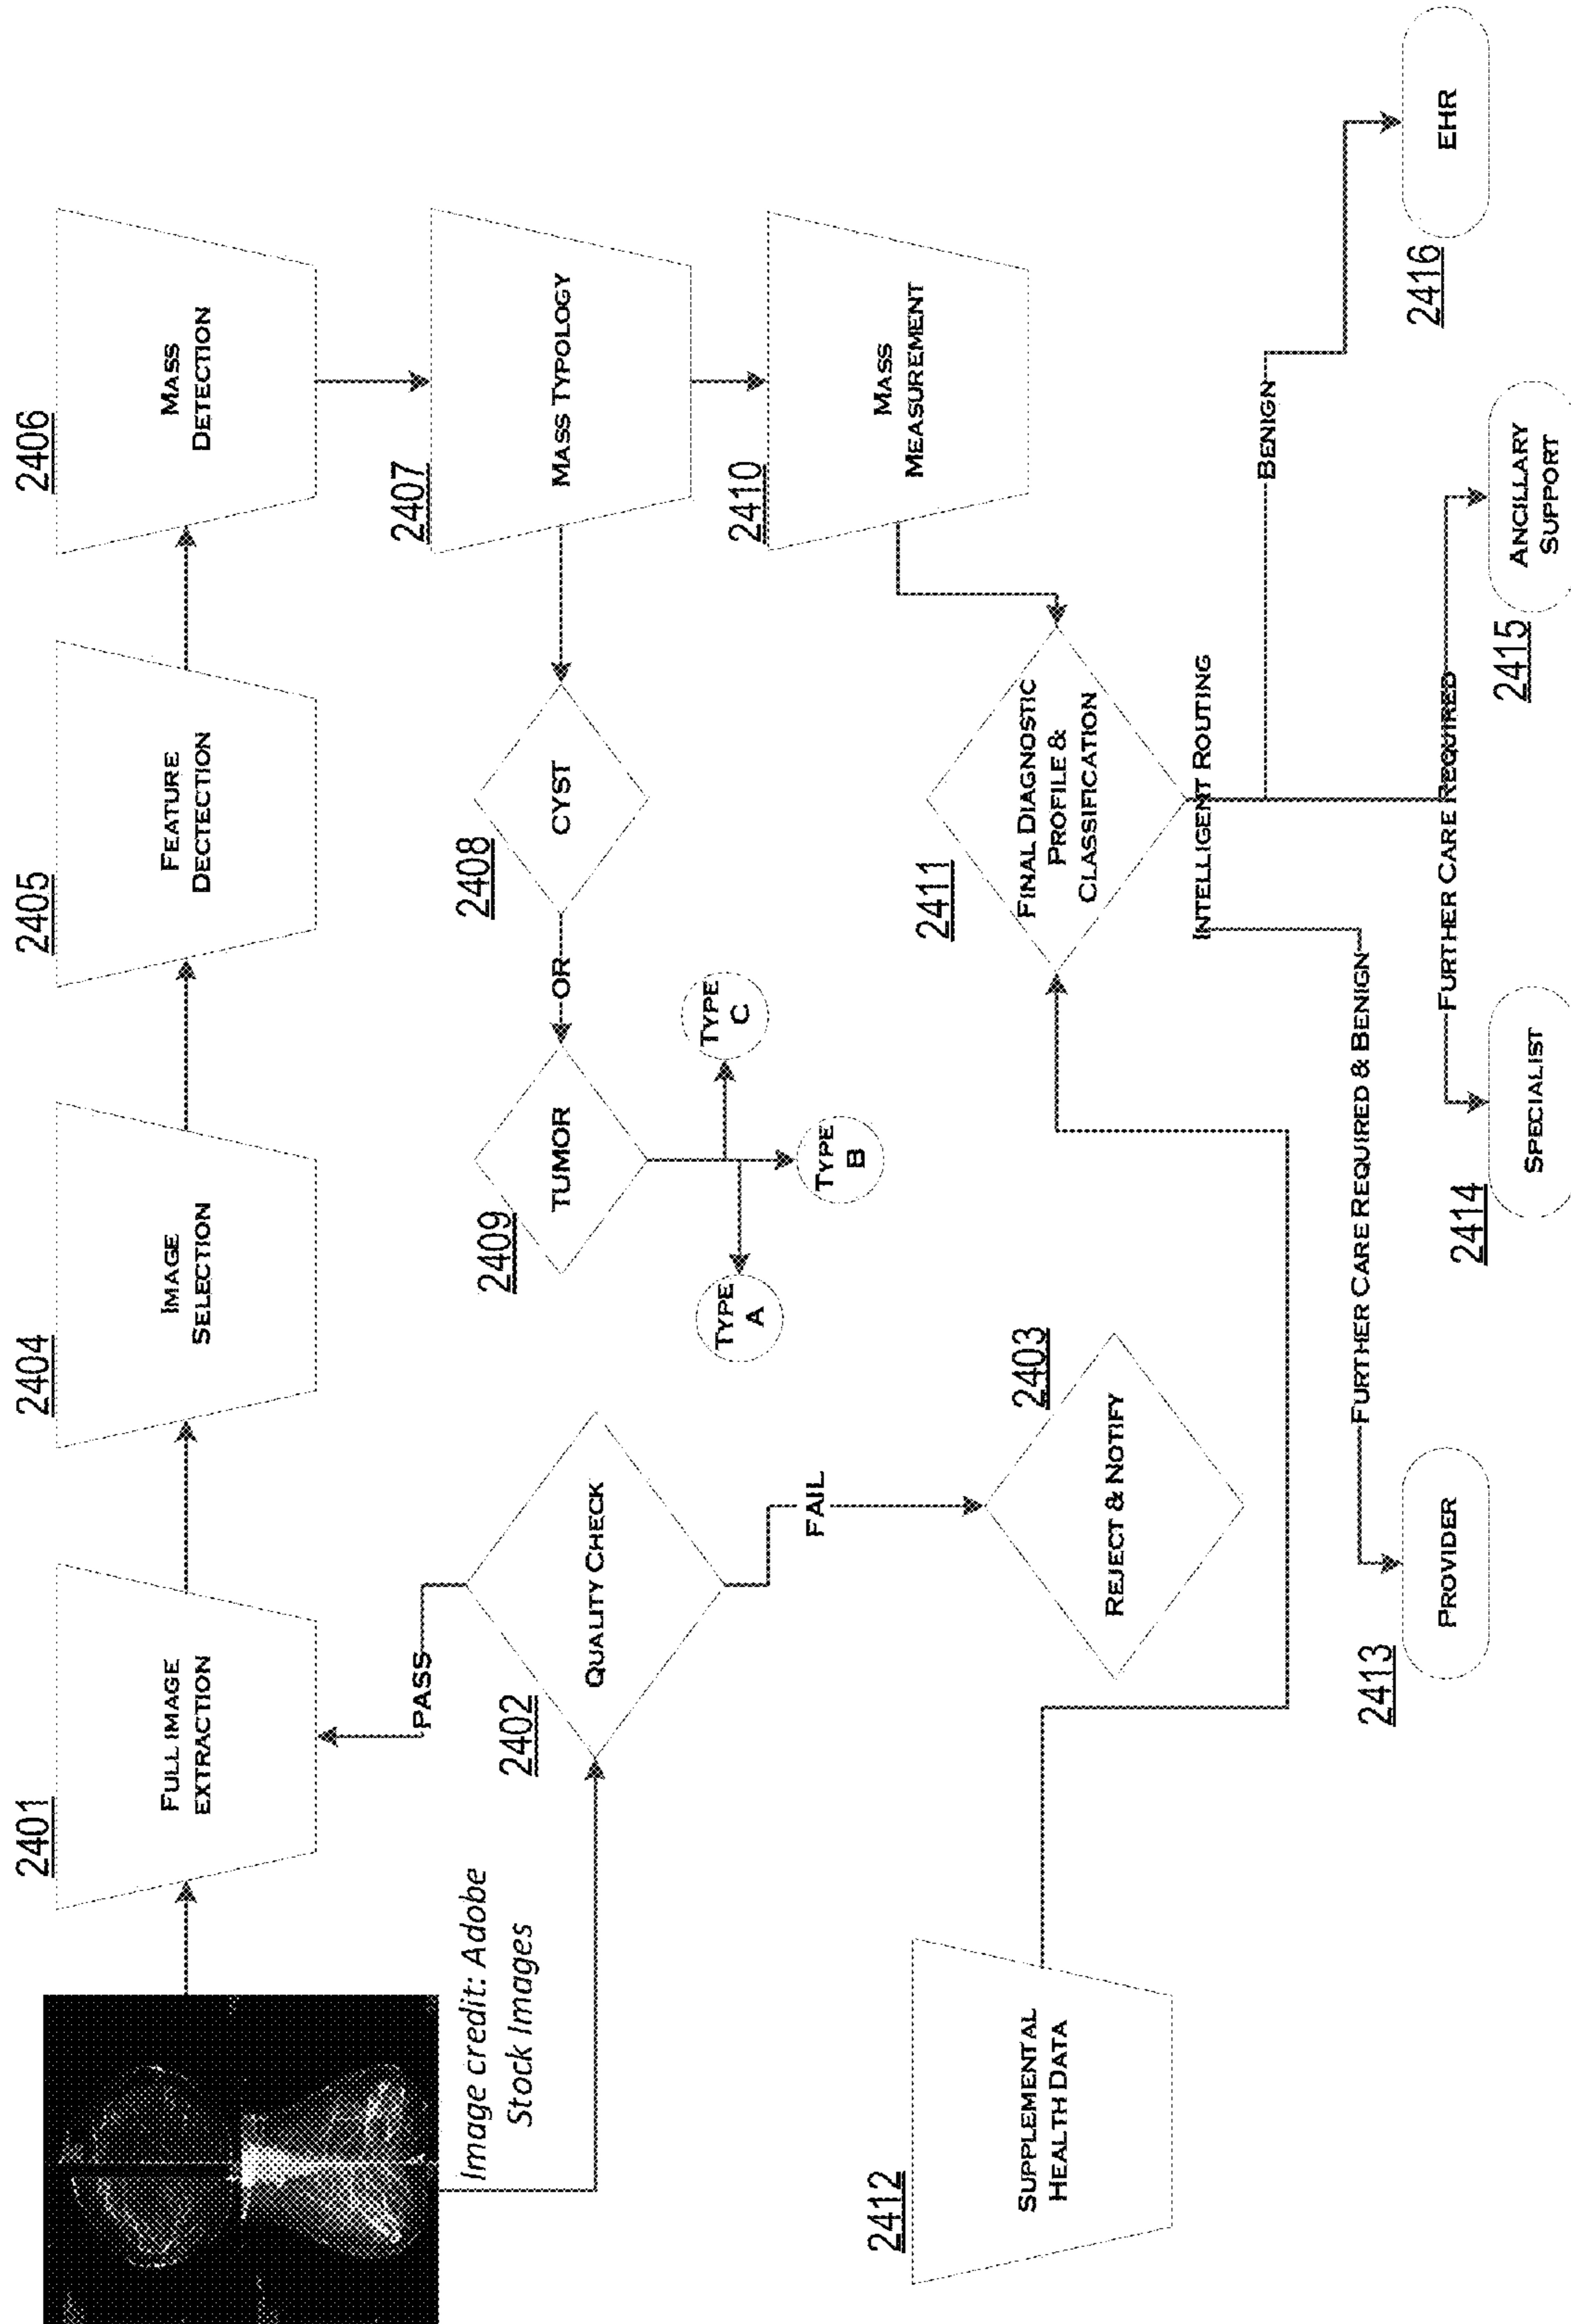 2401
FULL IMAGE
EXTRACTION
2404
IMAGE
SELECTION
2405
FEATURE
DECTECTION
2406
MASS
DETECTION
Image credit: Adobe
Stock Images
PASS
2402
QUALITY CHECK
FAIL
2403
REJECT & NOTIFY
2409
TUMOR
OR
2408
CYST
2407
MASS TYPOLOGY
TYPE
A
TYPE
B
TYPE
C
2410
MASS
MEASUREMENT
2412
SUPPLEMENTAL
HEALTH DATA
2411
FINAL DIAGNOSTIC
PROFILE &
CLASSIFICATION
INTELLIGENT ROUTING
BENIGN
FURTHER CARE REQUIRED & BENIGN
FURTHER CARE REQUIRED
2413
PROVIDER
2414
SPECIALIST
2415
ANCILLARY
SUPPORT
2416
EHR